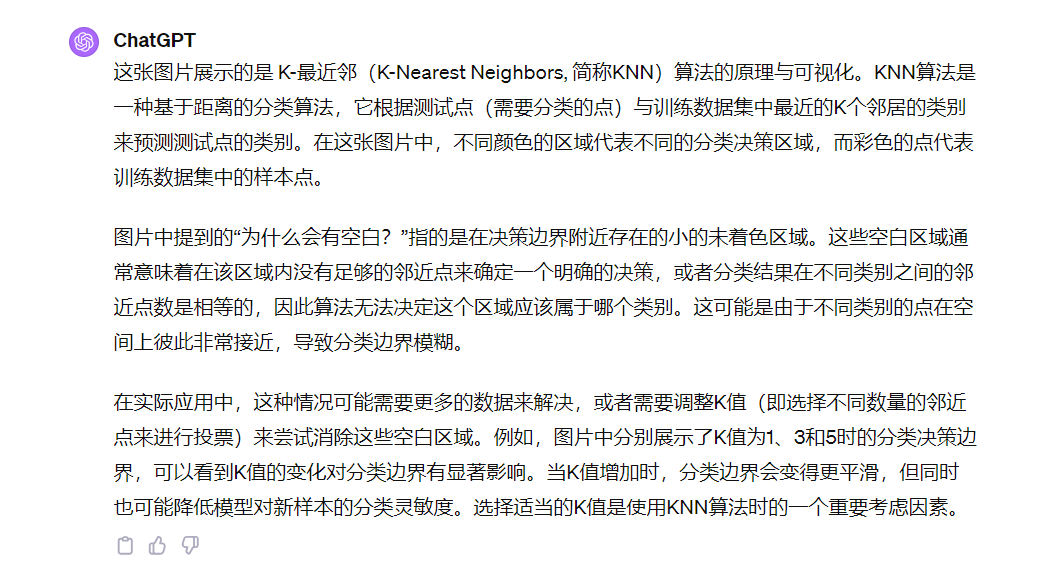 ChatGPT
这张图片展示的是 K-最近邻（K-Nearest Neighbors, 简称KNN）算法的原理与可视化。KNN算法是
一种基于距离的分类算法，它根据测试点（需要分类的点）与训练数据集中最近的K个邻居的类别
来预测测试点的类别。在这张图片中，不同颜色的区域代表不同的分类决策区域，而彩色的点代表
训练数据集中的样本点。
图片中提到的“为什么会有空白？”指的是在决策边界附近存在的小的未着色区域。这些空白区域通
常意味着在该区域内没有足够的邻近点来确定一个明确的决策，或者分类结果在不同类别之间的邻
近点数是相等的，因此算法无法决定这个区域应该属于哪个类别。这可能是由于不同类别的点在空
间上彼此非常接近，导致分类边界模糊。
在实际应用中，这种情况可能需要更多的数据来解决，或者需要调整K值（即选择不同数量的邻近
点来进行投票）来尝试消除这些空白区域。例如，图片中分别展示了K值为1、3和5时的分类决策边
界，可以看到K值的变化对分类边界有显著影响。当K值增加时，分类边界会变得更平滑，但同时
也可能降低模型对新样本的分类灵敏度。选择适当的K值是使用KNN算法时的一个重要考虑因素。